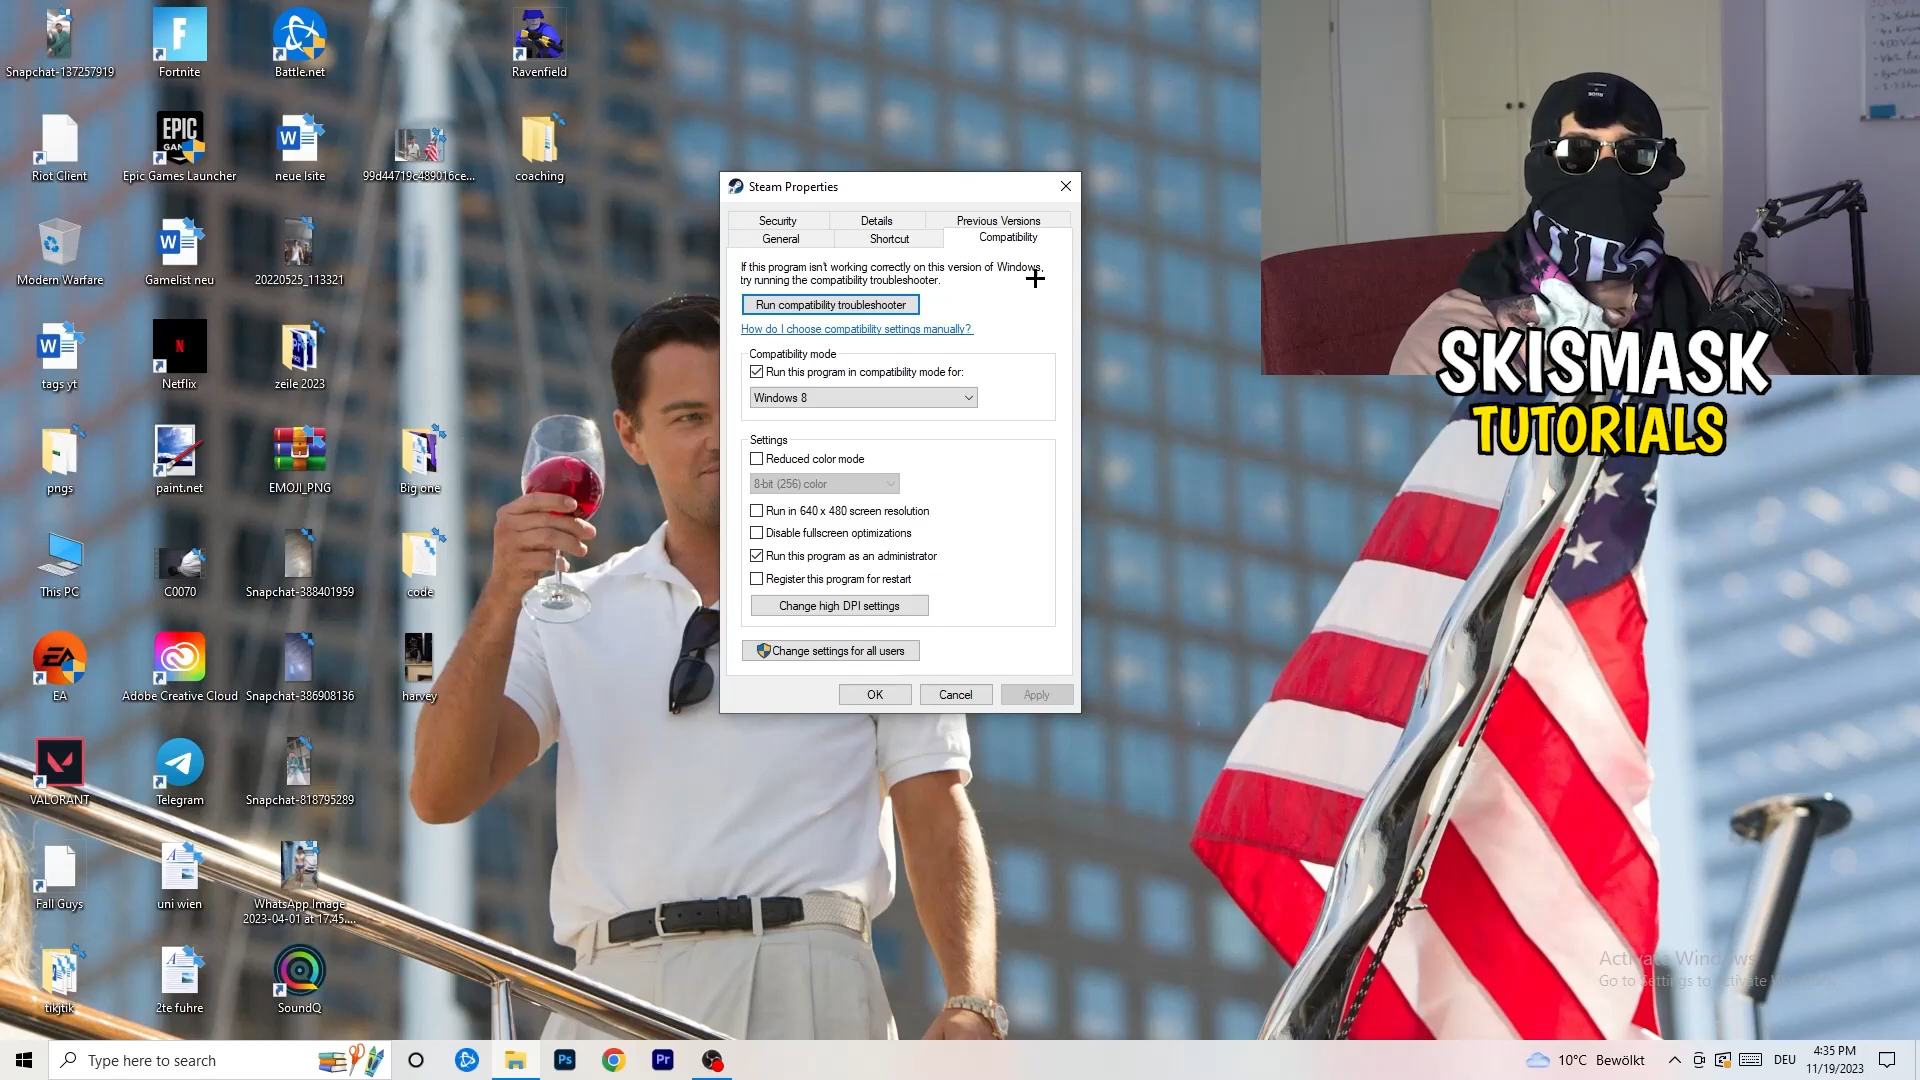 Snapchat-137257919
Fortnite
Battle.net
Ravenfield
Riot Client
EPIC
Epic Games Launcher
neue lsite
99d44719c489016ce...
coaching
Modern Warfare
Gamelist neu
20220525_113321
tags yt
N
Netflix
zeile 2023
pngs
paint.net
EMOJI_PNG
Big one
This PC
C0070
Snapchat-388401959
code
EA
EA
Adobe Creative Cloud
Snapchat-386908136
harvey
VALORANT
Telegram
Snapchat-818795289
Fall Guys
uni wien
WhatsApp Image
2023-04-01 at 17.45....
tikjtik
2te fuhre
SoundQ
Steam Properties
Security
Details
Previous Versions
General
Shortcut
Compatibility
If this program isn't working correctly on this version of Windows,
try running the compatibility troubleshooter.
Run compatibility troubleshooter
How do I choose compatibility settings manually?
Compatibility mode
Run this program in compatibility mode for:
Windows 8
Settings
Reduced color mode
8-bit (256) color
Run in 640 x 480 screen resolution
Disable fullscreen optimizations
Run this program as an administrator
Register this program for restart
Change high DPI settings
Change settings for all users
OK
Cancel
Apply
SKISMASK
TUTORIALS
Activate Windows
Go to Settings to activate
Type here to search
Ps
Pr
10°C Bewölkt
DEU
4:35 PM
11/19/2023